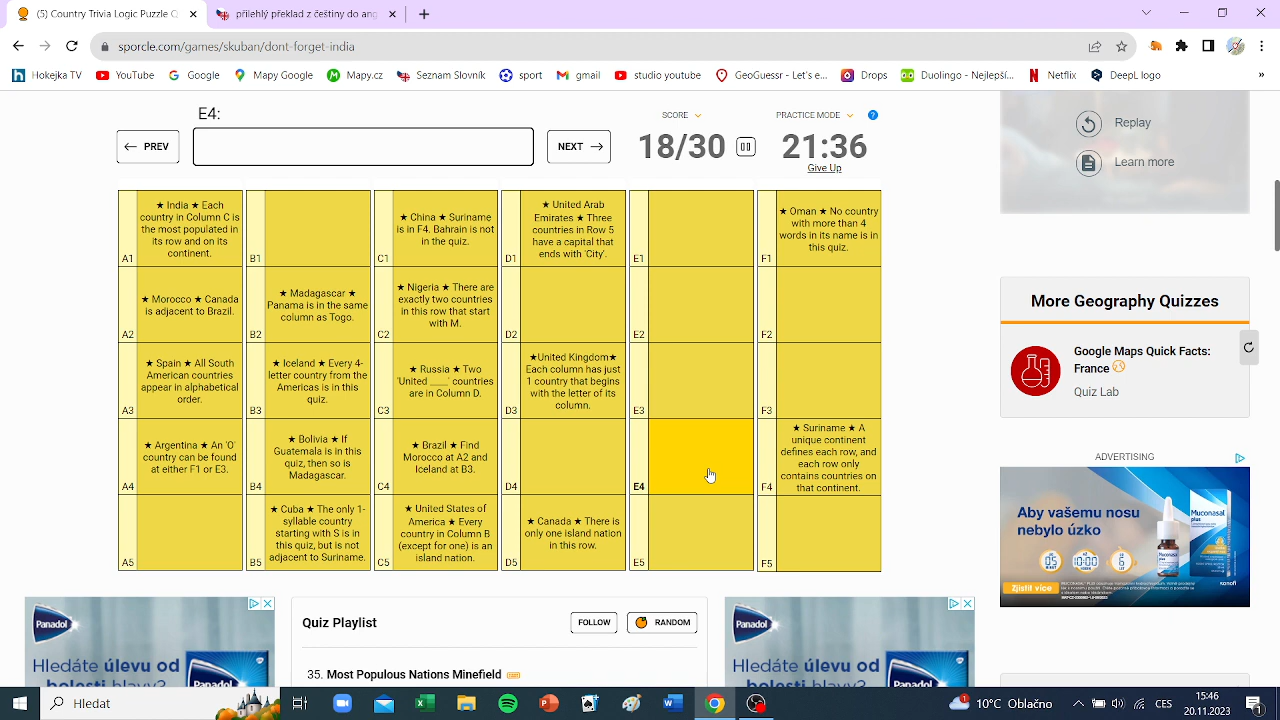 (5) Country Trivia Logic Puzzle C
přilehlý překlad z češtiny do ang
sporcle.com/games/skuban/dont-forget-india
Hokejka TV
YouTube
Google
Mapy Google
Mapy.cz
Seznam Slovník
sport
gmail
studio youtube
GeoGuessr - Let's e...
Drops
Duolingo - Nejlepší...
Netflix
DeepL logo
»
E4:
SCORE
PRACTICE MODE
?
← PREV
NEXT →
18/30
21:36
Give Up
A1
★ India ★ Each
country in Column C is
the most populated in
its row and on its
continent.
B1
C1
★ China ★ Suriname
is in F4. Bahrain is not
in the quiz.
D1
★ United Arab
Emirates ★ Three
countries in Row 5
have a capital that
ends with 'City'.
E1
F1
★ Oman ★ No country
with more than 4
words in its name is in
this quiz.
A2
★ Morocco ★ Canada
is adjacent to Brazil.
B2
★ Madagascar ★
Panama is in the same
column as Togo.
C2
★ Nigeria ★ There are
exactly two countries
in this row that start
with M.
D2
E2
F2
A3
★ Spain ★ All South
American countries
appear in alphabetical
order.
B3
★ Iceland ★ Every 4-
letter country from the
Americas is in this
quiz.
C3
★ Russia ★ Two
'United ____' countries
are in Column D.
D3
★United Kingdom★
Each column has just
1 country that begins
with the letter of its
column.
E3
F3
A4
★ Argentina ★ An 'O'
country can be found
at either F1 or E3.
B4
★ Bolivia ★ If
Guatemala is in this
quiz, then so is
Madagascar.
C4
★ Brazil ★ Find
Morocco at A2 and
Iceland at B3.
D4
E4
F4
★ Suriname ★ A
unique continent
defines each row, and
each row only
contains countries on
that continent.
A5
B5
★ Cuba ★ The only 1-
syllable country
starting with S is in
this quiz, but is not
adjacent to Suriname.
C5
★ United States of
America ★ Every
country in Column B
(except for one) is an
island nation.
D5
★ Canada ★ There is
only one island nation
in this row.
E5
F5
Replay
Learn more
More Geography Quizzes
Google Maps Quick Facts:
France
Quiz Lab
ADVERTISING
Aby vašemu nosu
nebylo úzko
Zjistit více
Muconasal
plus
Panadol
Hledáte úlevu od
bolesti hlavy?
Panadol
Quiz Playlist
FOLLOW
RANDOM
35. Most Populous Nations Minefield
Panadol
Hledáte úlevu od
bolesti hlavy?
Panadol
Hledat
10°C Oblačno
CES
15:46
20.11.2023